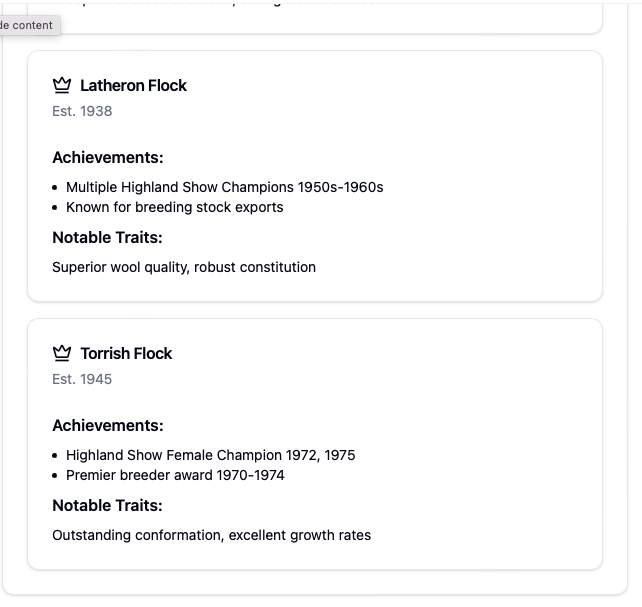 de content
Latheron Flock
Est. 1938
Achievements:
Multiple Highland Show Champions 1950s-1960s
Known for breeding stock exports
Notable Traits:
Superior wool quality, robust constitution
Torrish Flock
Est. 1945
Achievements:
Highland Show Female Champion 1972, 1975
Premier breeder award 1970-1974
Notable Traits:
Outstanding conformation, excellent growth rates